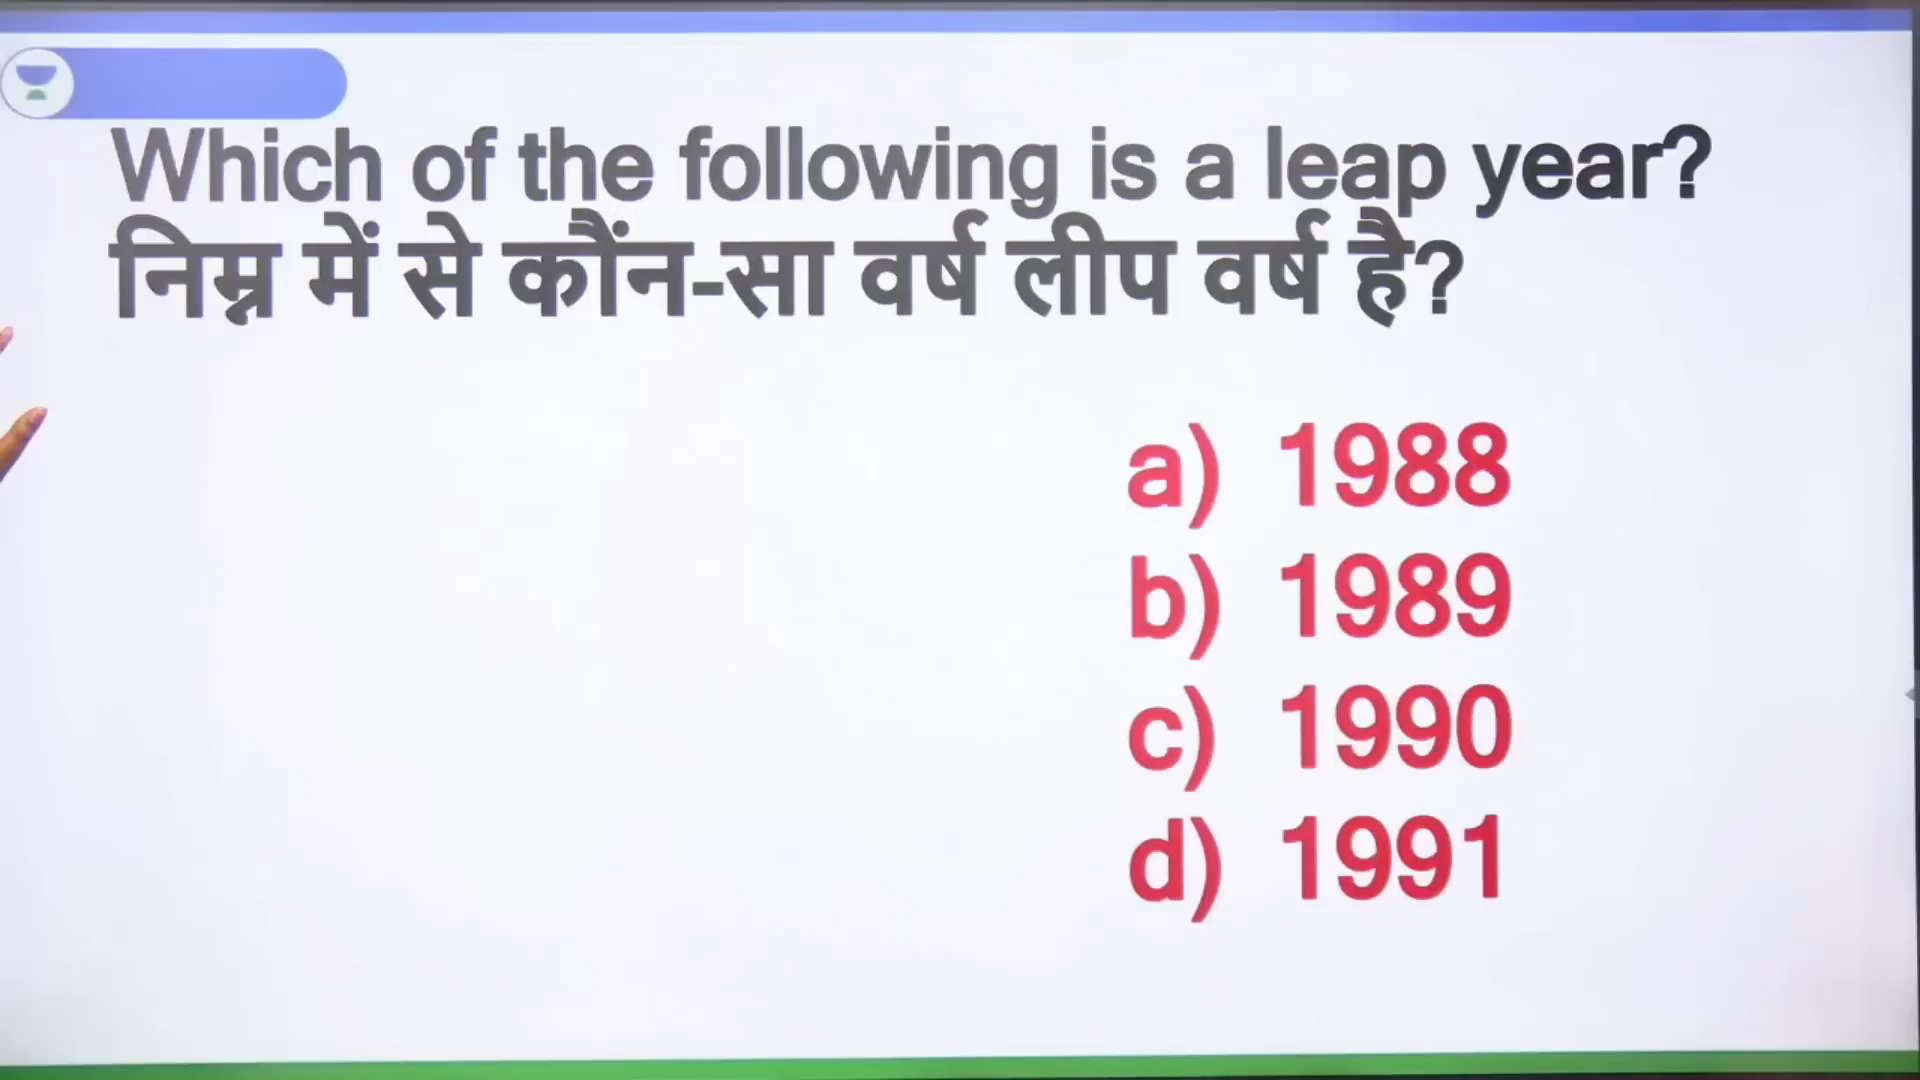 Which of the following is a leap year?
निम्न में से कौंन-सा वर्ष लीप वर्ष है?
a) 1988
b) 1989
c) 1990
d) 1991